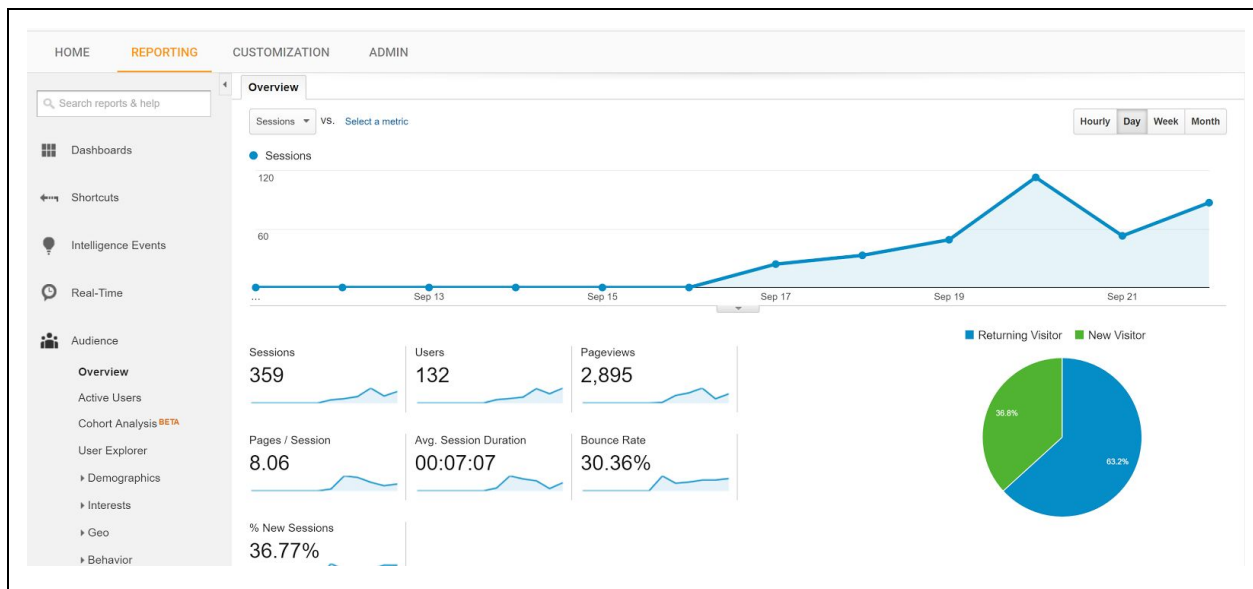 HOME REPORTING CUSTOMIZATION ADMIN
Search reports & help
Dashboards
Shortcuts
Intelligence Events
Real-Time
Audience
Overview
Active Users
Cohort Analysis BETA
User Explorer
Demographics
Interests
Geo
Behavior
Overview
Sessions VS. Select a metric
Hourly Day Week Month
Sessions
120
60
... Sep 13 Sep 15 Sep 17 Sep 19 Sep 21
Sessions
359
Users
132
Pageviews
2,895
Pages / Session
8.06
Avg. Session Duration
00:07:07
Bounce Rate
30.36%
% New Sessions
36.77%
Returning Visitor New Visitor
36.8%
63.2%